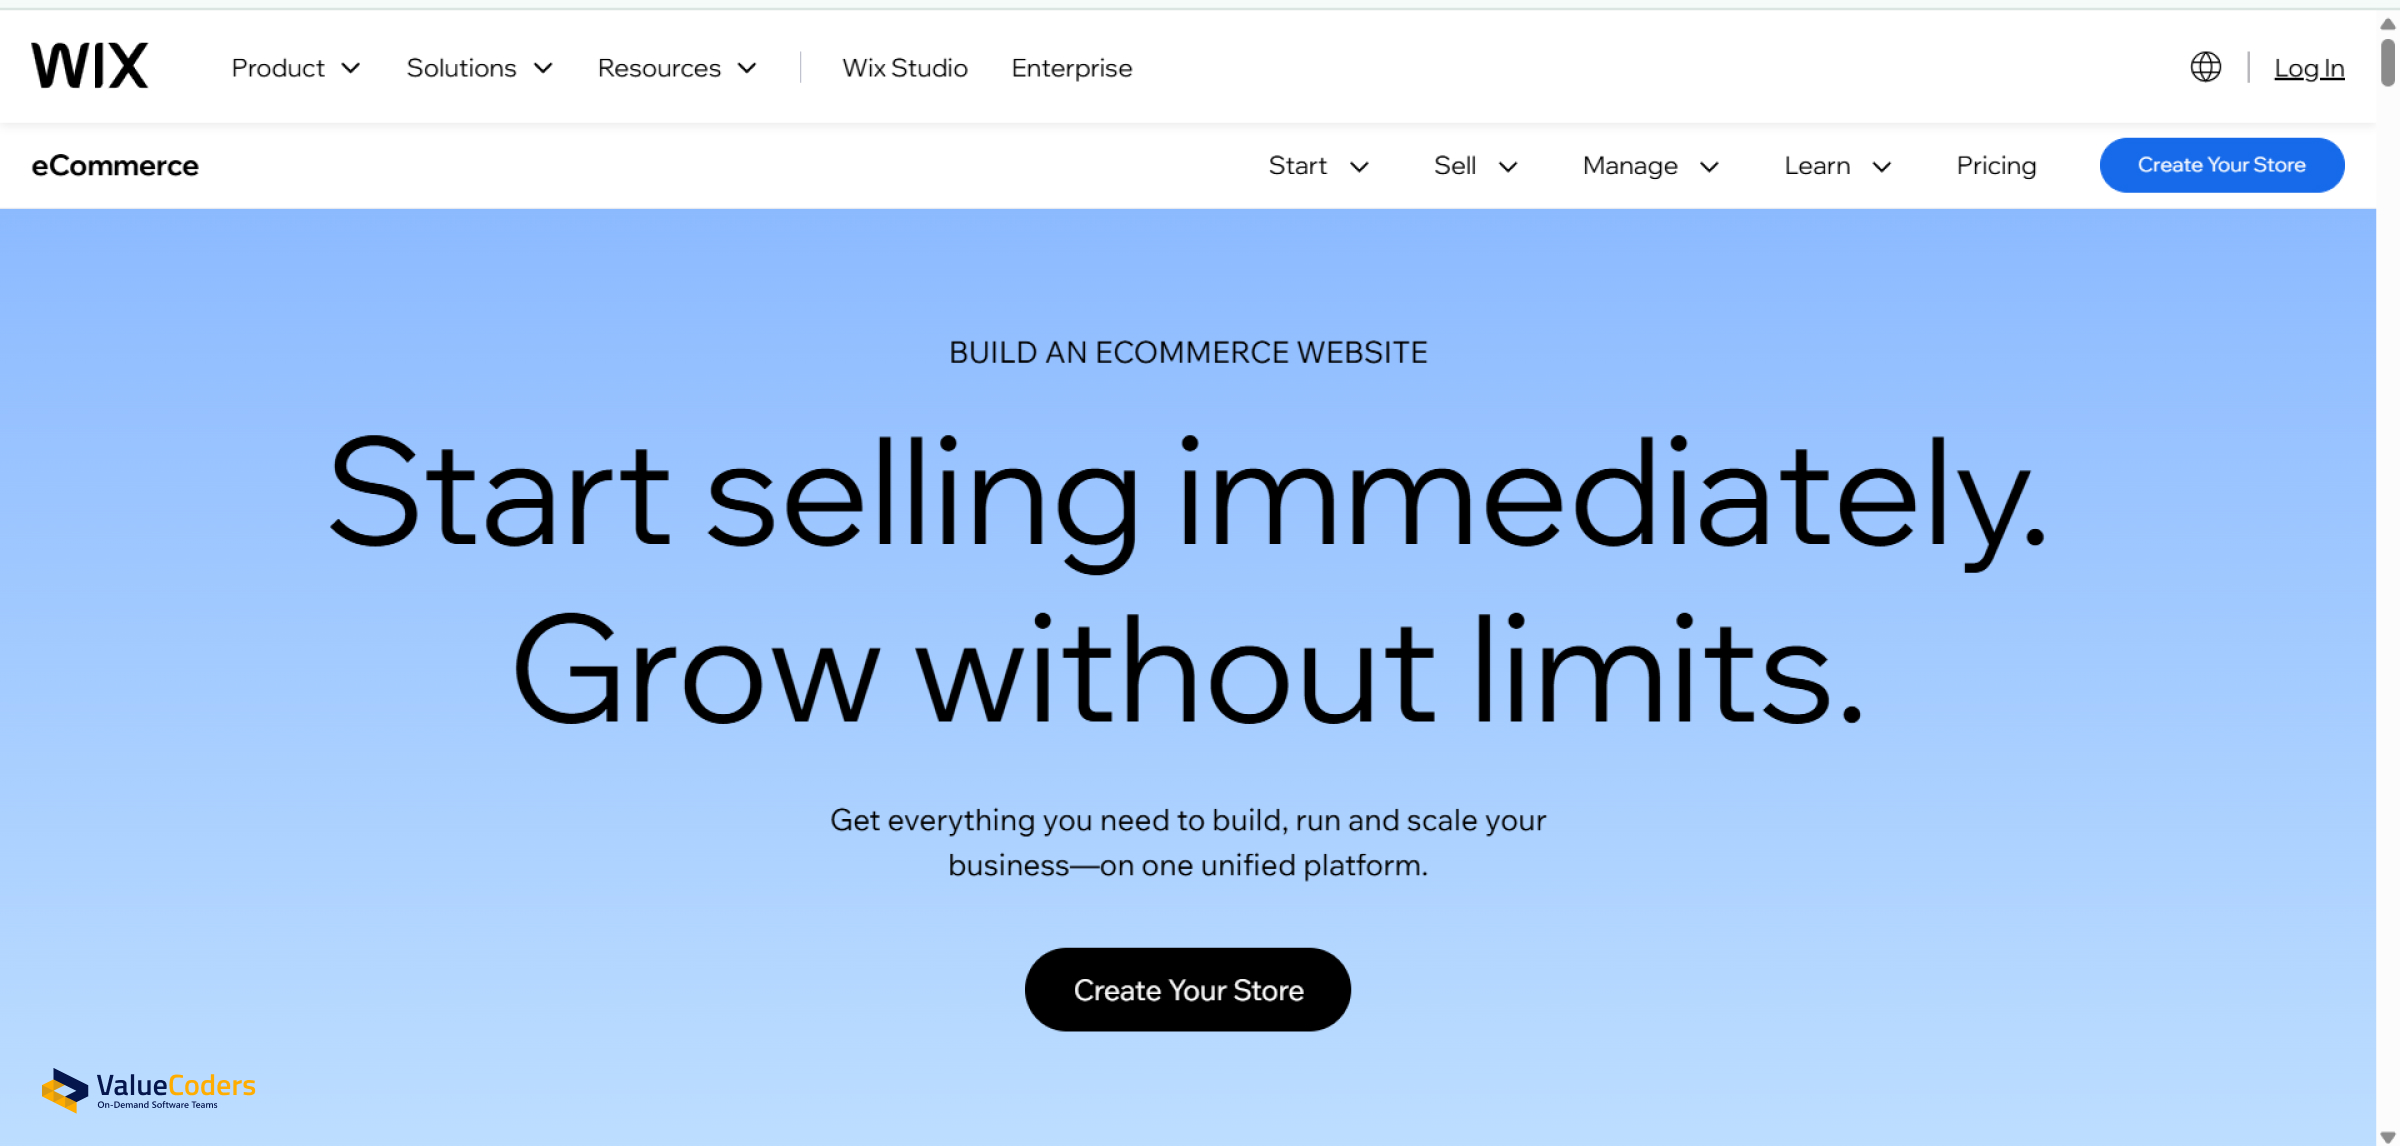 WIX
Product Solutions Resources Wix Studio Enterprise Log In
eCommerce Start Sell Manage Learn Pricing Create Your Store
BUILD AN ECOMMERCE WEBSITE
Start selling immediately.
Grow without limits.
Get everything you need to build, run and scale your
business—on one unified platform.
Create Your Store
ValueCoders
On-Demand Software Teams